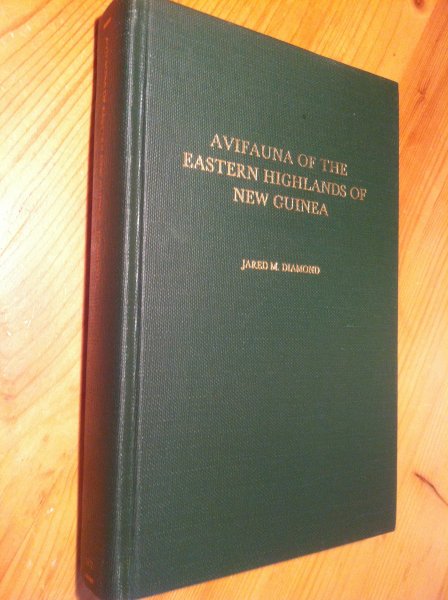 AVIFAUNA OF THE
EASTERN HIGHLANDS OF
NEW GUINEA
JARED M. DIAMOND